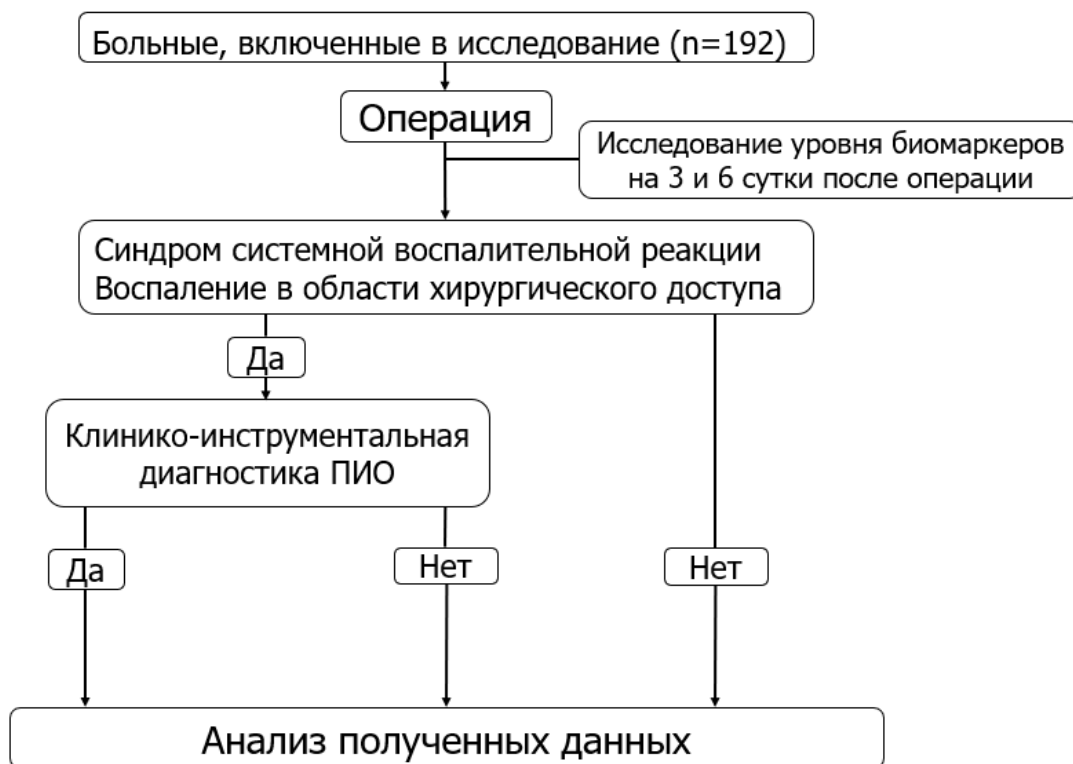 Больные, включенные в исследование (n=192)
Операция
Исследование уровня биомаркеров
на 3 и 6 сутки после операции
Синдром системной воспалительной реакции
Воспаление в области хирургического доступа
Да
Клинико-инструментальная
диагностика ПИО
Да
Нет
Нет
Анализ полученных данных